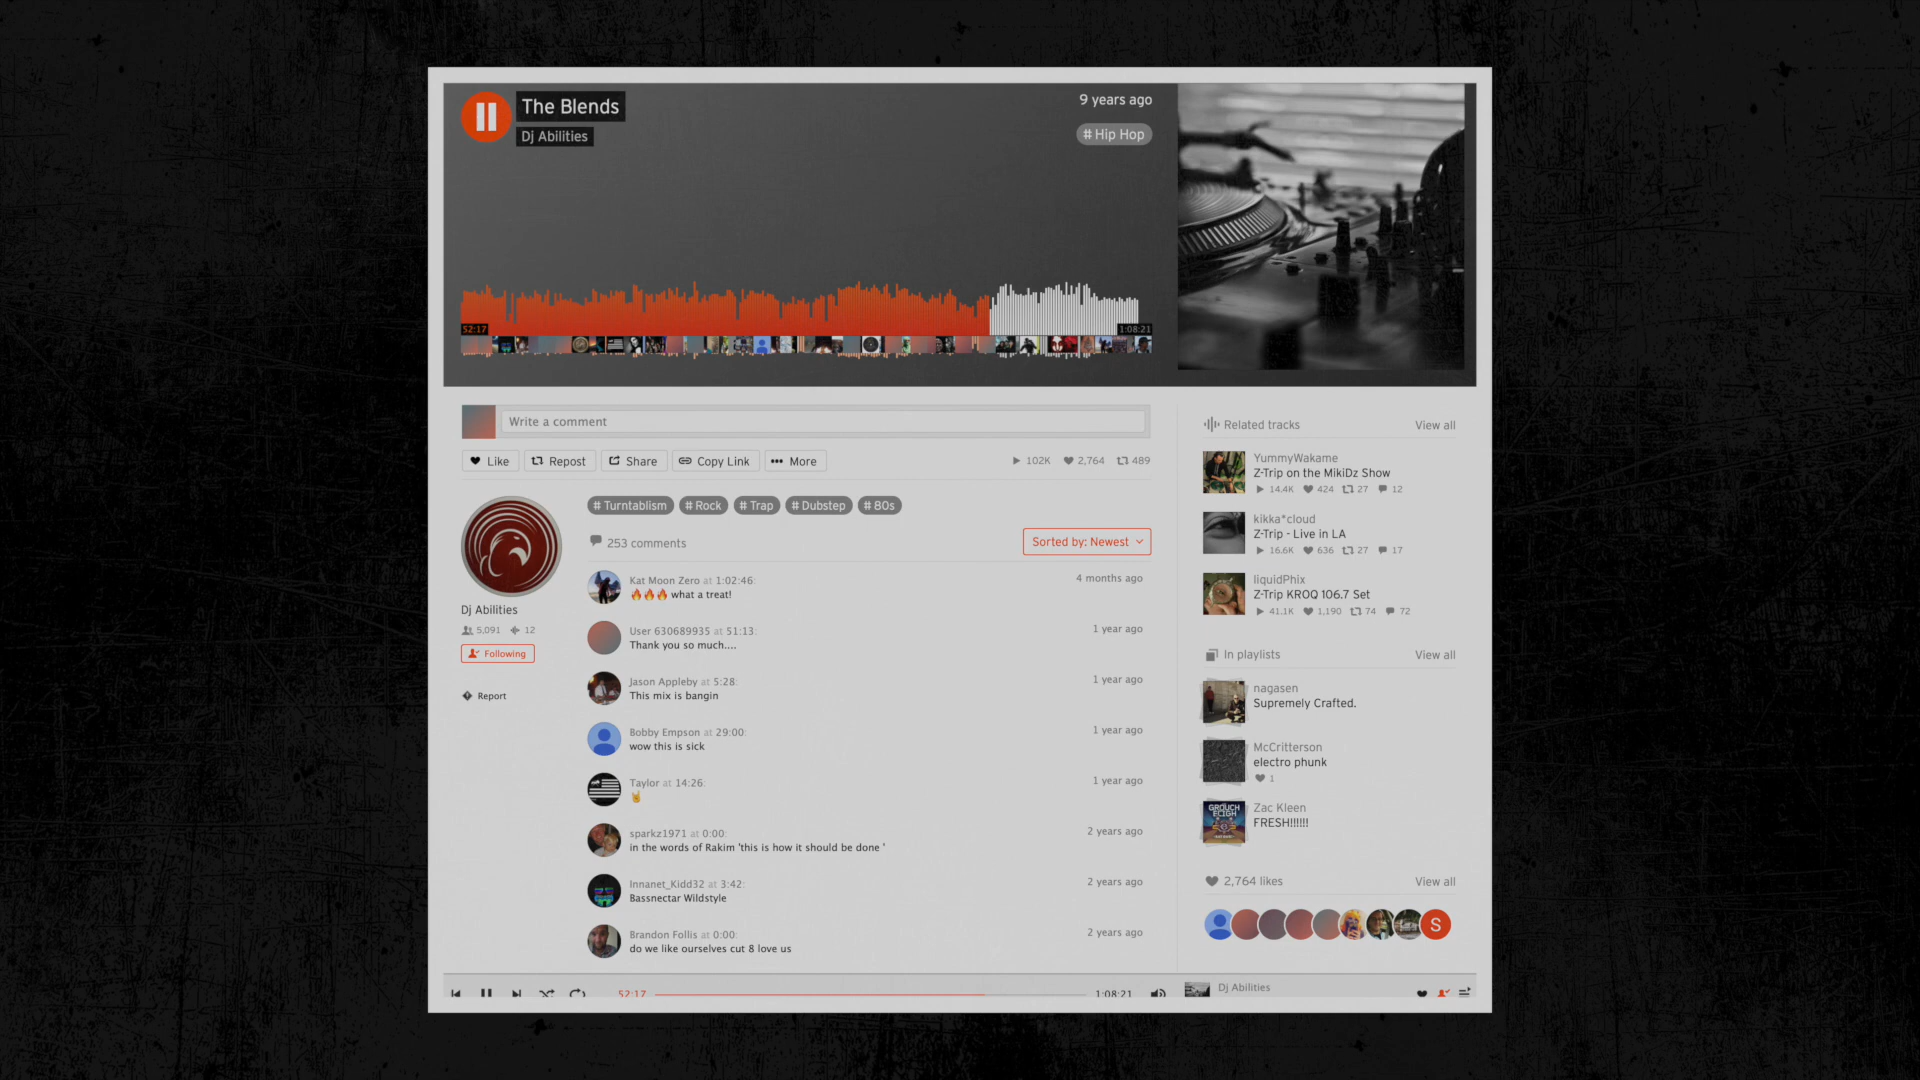 The Blends
Dj Abilities
9 years ago
# Hip Hop
52:17
1:08:21
Write a comment
Like
Repost
Share
Copy Link
More
102K
2,764
489
# Turntablism
# Rock
# Trap
# Dubstep
# 80s
253 comments
Sorted by: Newest
Dj Abilities
5,091
12
Following
Report
Kat Moon Zero at 1:02:46:
4 months ago
🔥🔥🔥 what a treat!
User 630689935 at 51:13:
1 year ago
Thank you so much....
Jason Appleby at 5:28:
1 year ago
This mix is bangin
Bobby Empson at 29:00:
1 year ago
wow this is sick
Taylor at 14:26:
1 year ago
🤘
sparkz1971 at 0:00:
2 years ago
in the words of Rakim 'this is how it should be done '
Innanet_Kidd32 at 3:42:
2 years ago
Bassnectar Wildstyle
Brandon Follis at 0:00:
2 years ago
do we like ourselves cut 8 love us
Related tracks
View all
YummyWakame
Z-Trip on the MikiDz Show
14.4K 424 27 12
kikka*cloud
Z-Trip - Live in LA
16.6K 636 27 17
liquidPhix
Z-Trip KROQ 106.7 Set
41.1K 1,190 74 72
In playlists
View all
nagasen
Supremely Crafted.
McCritterson
electro phunk
1
GROUCH
ELIGH
Zac Kleen
FRESH!!!!!!
2,764 likes
View all
S
52:17
1:08:21
Dj Abilities